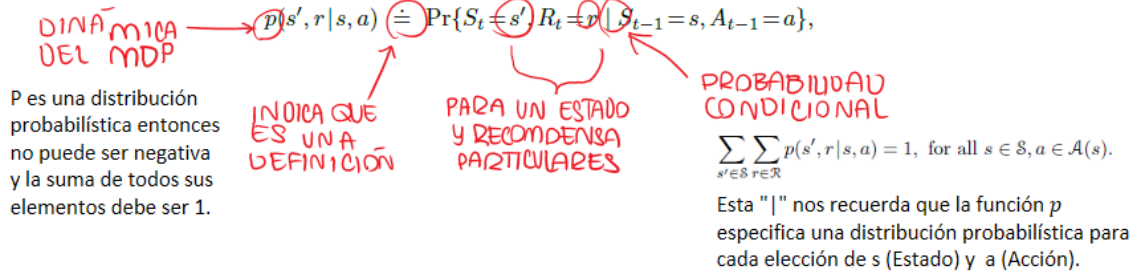 p(s', r | s, a) ≐ Pr{S_t = s', R_t = r | S_{t-1} = s, A_{t-1} = a},
DINÁMICA
DEL MDP
P es una distribución
probabilística entonces
no puede ser negativa
y la suma de todos sus
elementos debe ser 1.
INDICA QUE
ES UNA
DEFINICIÓN
PARA UN ESTADO
Y RECOMPENSA
PARTICULARES
PROBABILIDAD
CONDICIONAL
∑_{s'∈𝒮} ∑_{r∈ℛ} p(s', r | s, a) = 1, for all s ∈ 𝒮, a ∈ 𝒜(s).
Esta "|" nos recuerda que la función p
especifica una distribución probabilística para
cada elección de s (Estado) y a (Acción).